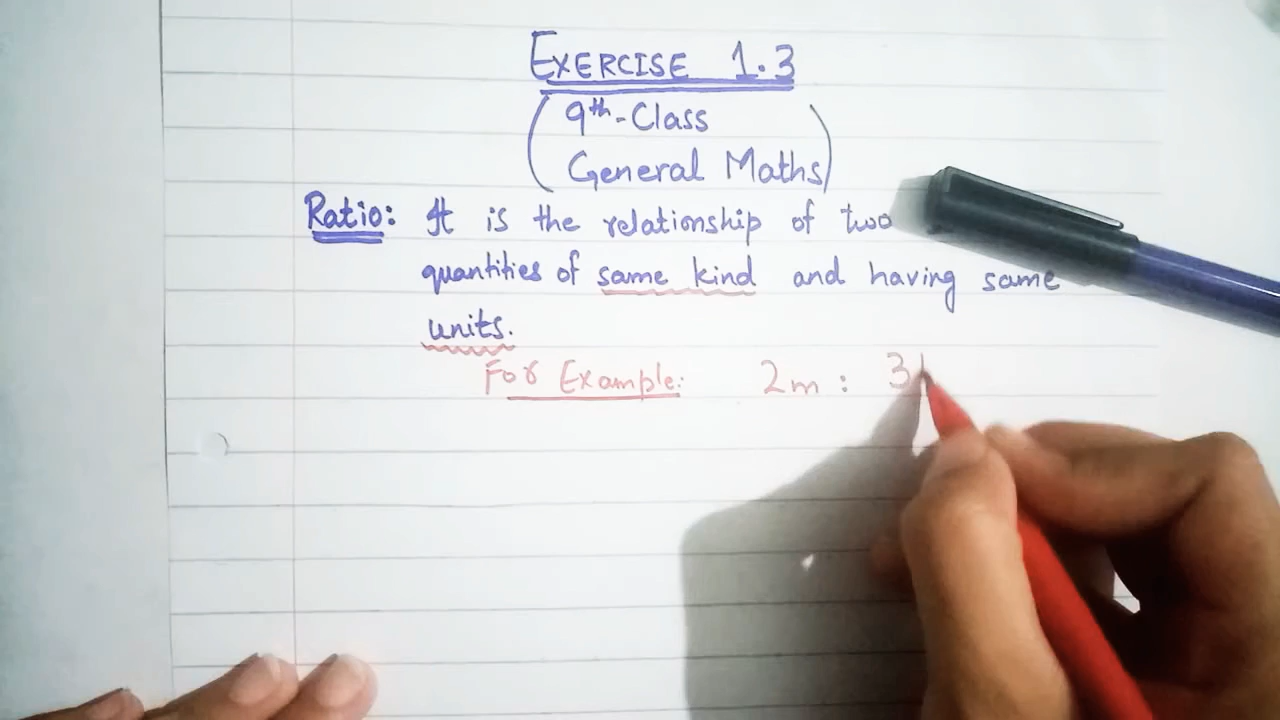 EXERCISE 1.3
(9th-Class
General Maths)
Ratio: It is the relationship of two
quantities of same kind and having same
units.
For Example: 2m : 3